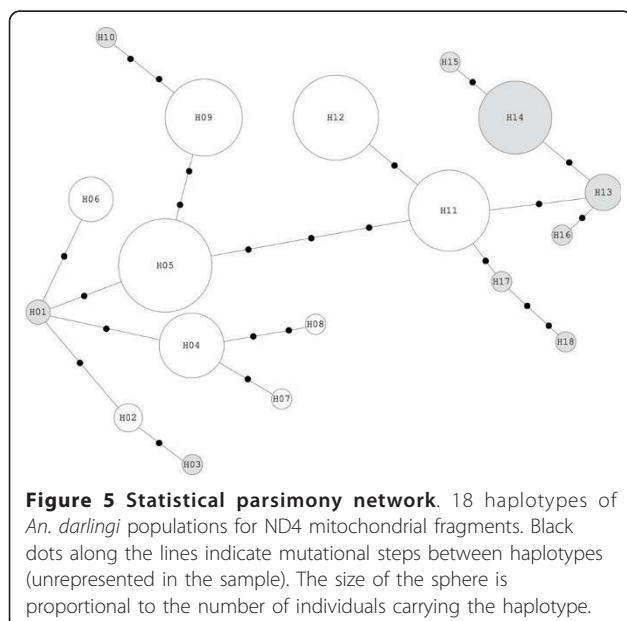 H10
H15
H09
H12
H14
H06
H13
H11
H05
H16
H17
H01
H04
H08
H18
H07
H02
H03
Figure 5 Statistical parsimony network. 18 haplotypes of
An. darlingi populations for ND4 mitochondrial fragments. Black
dots along the lines indicate mutational steps between haplotypes
(unrepresented in the sample). The size of the sphere is
proportional to the number of individuals carrying the haplotype.